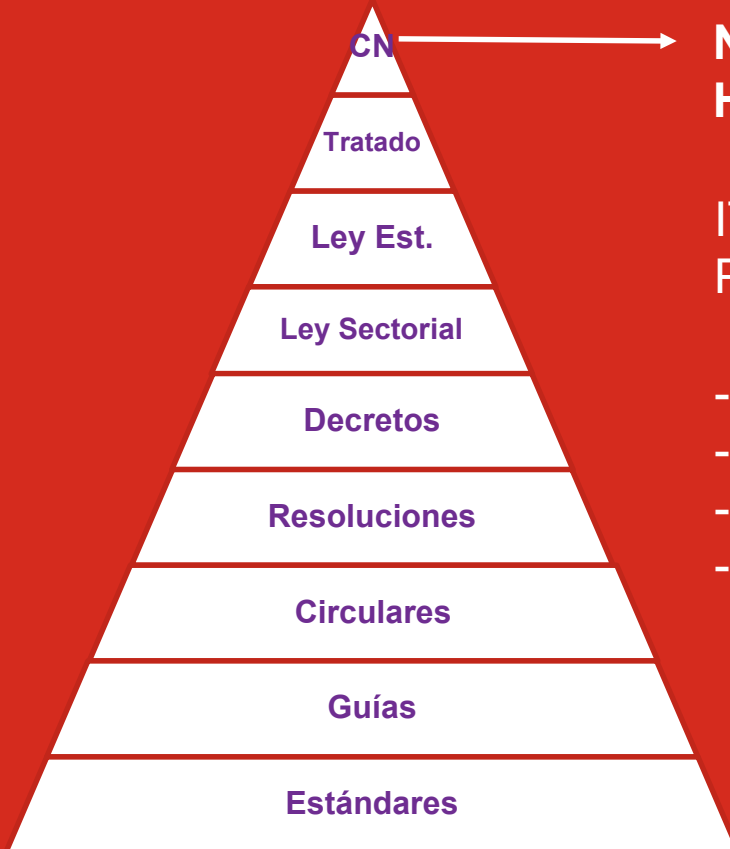 CN
Tratado
Ley Est.
Ley Sectorial
Decretos
Resoluciones
Circulares
Guías
Estándares
-
-
-
-